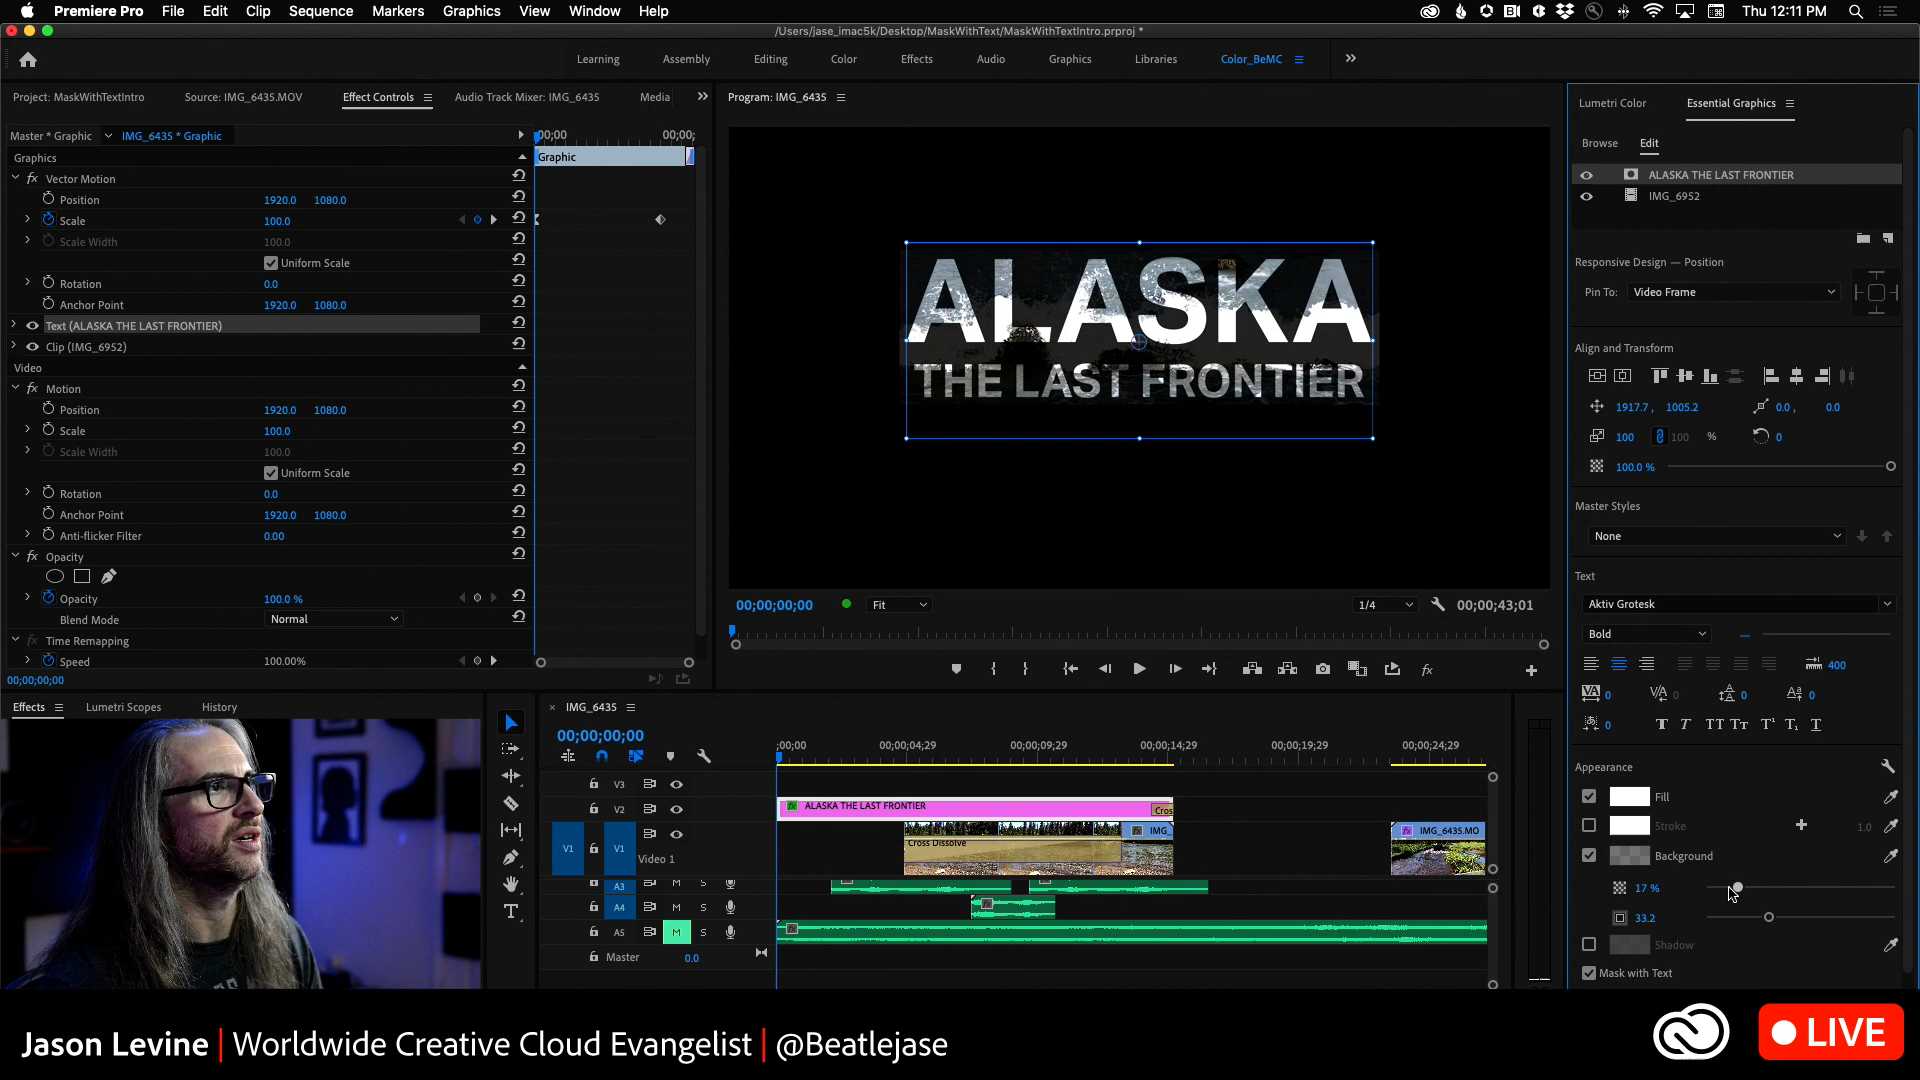 Premiere Pro File Edit Clip Sequence Markers Graphics View Window Help Thu 12:11 PM
/Users/jase_imac5k/Desktop/MaskWithText/MaskWithTextIntro.prproj *
Learning Assembly Editing Color Effects Audio Graphics Libraries Color_BeMC
Project: MaskWithTextIntro Source: IMG_6435.MOV Effect Controls Audio Track Mixer: IMG_6435 Media
Master * Graphic IMG_6435 * Graphic 00;00 00;00;
Graphics Graphic
Vector Motion
Position 1920.0 1080.0
Scale 100.0
Scale Width 100.0
Uniform Scale
Rotation 0.0
Anchor Point 1920.0 1080.0
Text (ALASKA THE LAST FRONTIER)
Clip (IMG_6952)
Video
Motion
Position 1920.0 1080.0
Scale 100.0
Scale Width 100.0
Uniform Scale
Rotation 0.0
Anchor Point 1920.0 1080.0
Anti-flicker Filter 0.00
Opacity
Opacity 100.0 %
Blend Mode Normal
Time Remapping
Speed 100.00%
00;00;00;00
Program: IMG_6435
ALASKA
THE LAST FRONTIER
00;00;00;00 Fit 1/4 00;00;43;01
Lumetri Color Essential Graphics
Browse Edit
ALASKA THE LAST FRONTIER
IMG_6952
Responsive Design — Position
Pin To: Video Frame
Align and Transform
1917.7 , 1005.2 0.0 , 0.0
100 100 % 0
100.0 %
Master Styles
None
Text
Aktiv Grotesk
Bold
400
0 0 0 0
0 T T TT Tт T¹ T₁ T
Appearance
Fill
Stroke 1.0
Background
17 %
33.2
Shadow
Mask with Text
Effects Lumetri Scopes History
IMG_6435
00;00;00;00 ;00;00 00;00;04;29 00;00;09;29 00;00;14;29 00;00;19;29 00;00;24;29
V3
V2 ALASKA THE LAST FRONTIER Cros
V1 V1 Video 1 Cross Dissolve IMG_ IMG_6435.MO
A3 M S
A4 M S
A5 M S
Master 0.0
Jason Levine | Worldwide Creative Cloud Evangelist | @Beatlejase
LIVE